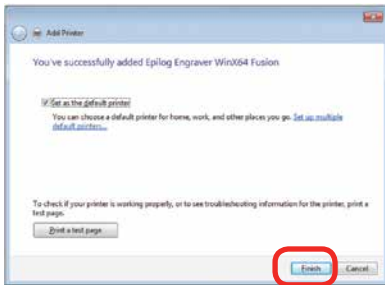 Add Printer
You've successfully added Epilog Engraver WinX64 Fusion
Set as the default printer
You can choose a default printer for home, work, and other places you go. Set up multiple
default printers...
To check if your printer is working properly, or to see troubleshooting information for the printer, print a
test page.
Print a test page
Finish Cancel